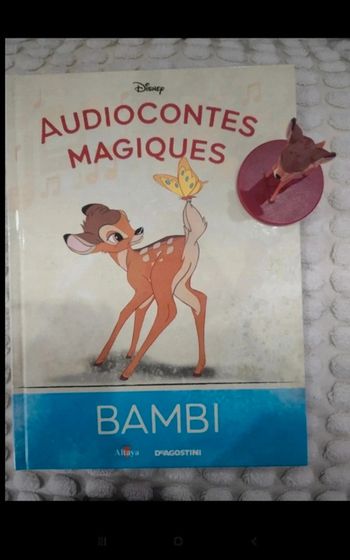 Disney
AUDIOCONTES
MAGIQUES
BAMBI
Altaya
DEAGOSTINI